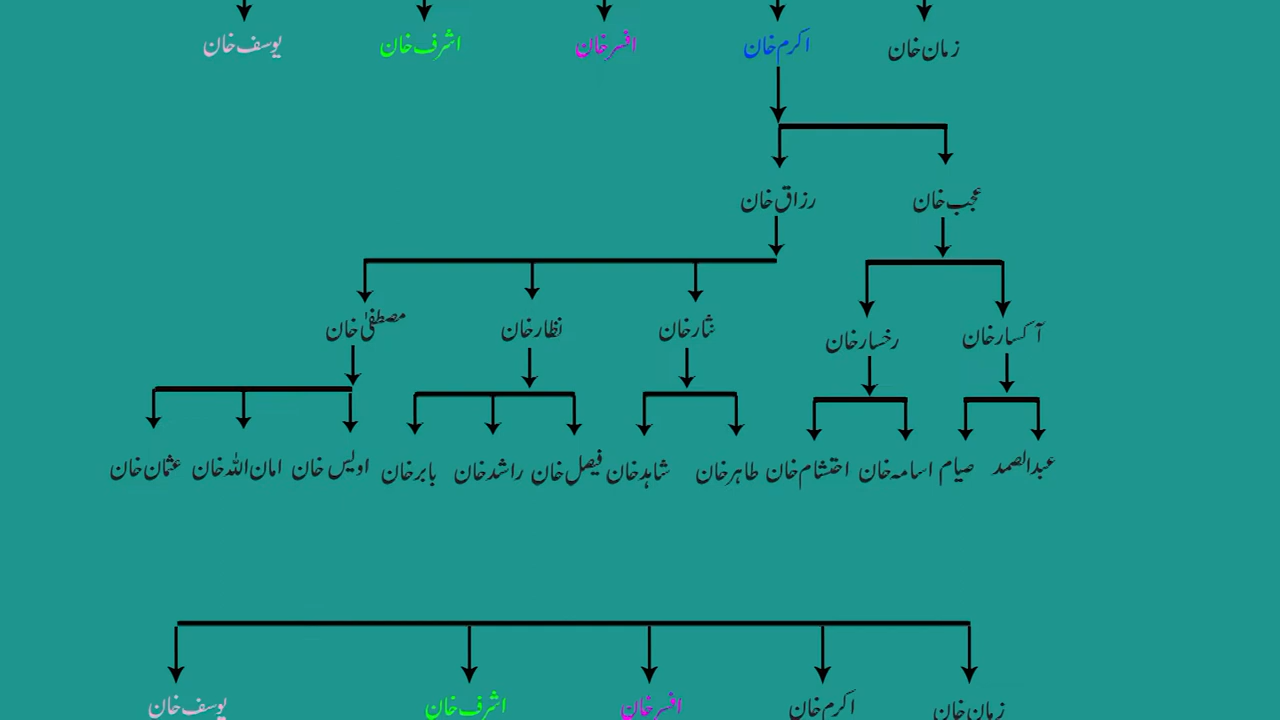 زمان خان اکرم خان افسر خان اشرف خان یوسف خان
عجب خان رزاق خان
آکسار خان رخسار خان نثار خان نظار خان مصطفیٰ خان
عبدالصمد صیام اسامہ خان احتشام خان طاہر خان شاہد خان فیصل خان راشد خان بابر خان اویس خان امان اللہ خان عثمان خان
زمان خان اکرم خان افسر خان اشرف خان یوسف خان